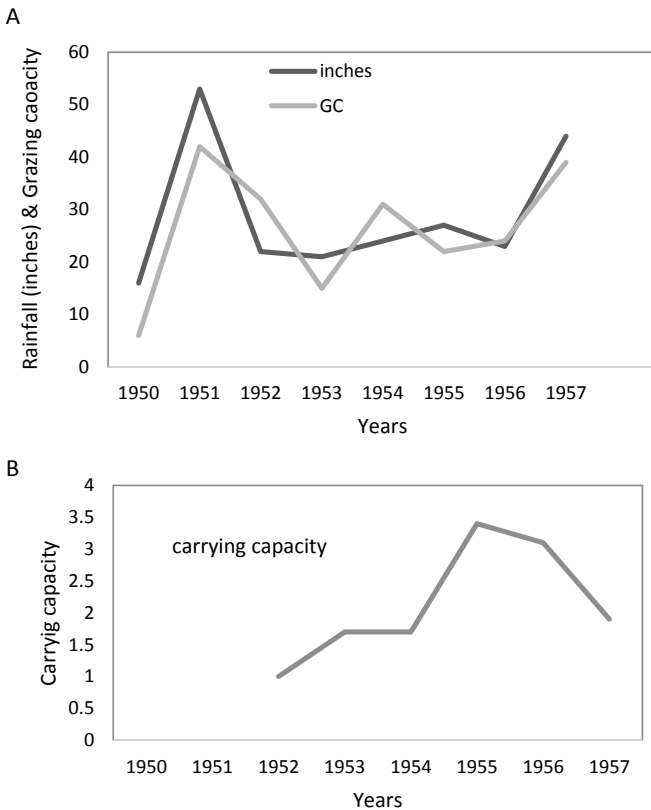 A
60
50
40
30
20
10
0
Rainfall (inches) & Grazing caoacity
inches
GC
1950 1951 1952 1953 1954 1955 1956 1957
Years
B
4
3.5
3
2.5
2
1.5
1
0.5
0
Carryig capacity
carrying capacity
1950 1951 1952 1953 1954 1955 1956 1957
Years